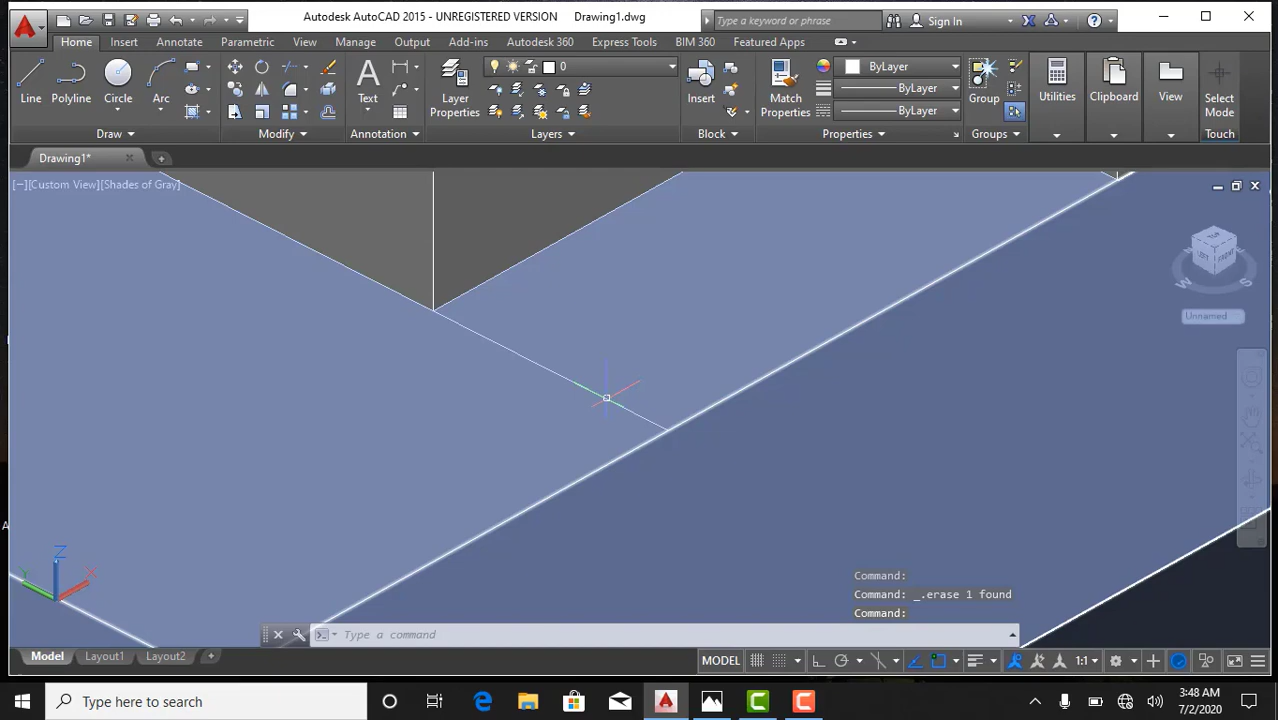 Autodesk AutoCAD 2015 - UNREGISTERED VERSION Drawing1.dwg
Type a keyword or phrase
Sign In
Home Insert Annotate Parametric View Manage Output Add-ins Autodesk 360 Express Tools BIM 360 Featured Apps
Line Polyline Circle Arc Text Layer Properties 0 Insert Match Properties ByLayer Group Utilities Clipboard View Select Mode
ByLayer
ByLayer
Draw Modify Annotation Layers Block Properties Groups Touch
Drawing1*
[−][Custom View][Shades of Gray]
TOP
LEFT FRONT
W S
Unnamed
Z
Y X
Command:
Command: _.erase 1 found
Command:
Type a command
Model Layout1 Layout2
MODEL 1:1
Type here to search
3:48 AM
7/2/2020